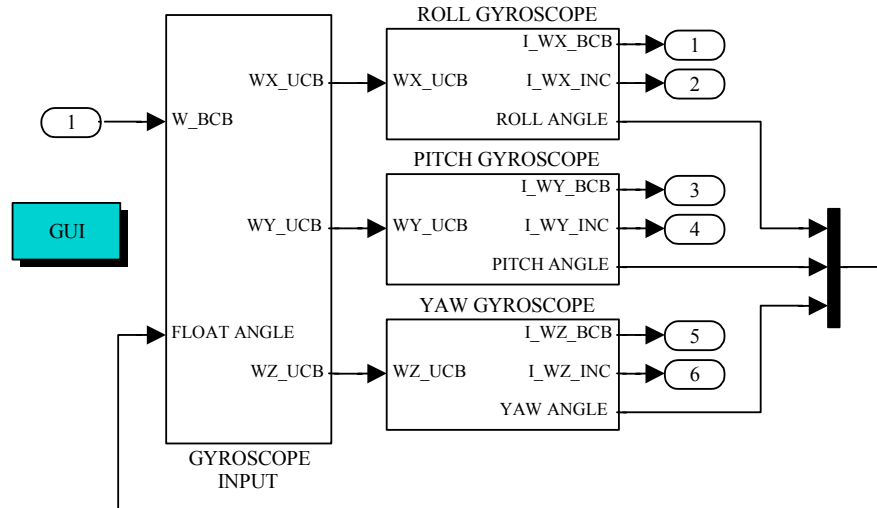 ROLL GYROSCOPE
I_WX_BCB
1
WX_UCB
WX_UCB
I_WX_INC
2
1
W_BCB
ROLL ANGLE
PITCH GYROSCOPE
I_WY_BCB
3
GUI
WY_UCB
WY_UCB
I_WY_INC
4
PITCH ANGLE
YAW GYROSCOPE
FLOAT ANGLE
I_WZ_BCB
5
WZ_UCB
WZ_UCB
I_WZ_INC
6
YAW ANGLE
GYROSCOPE
INPUT